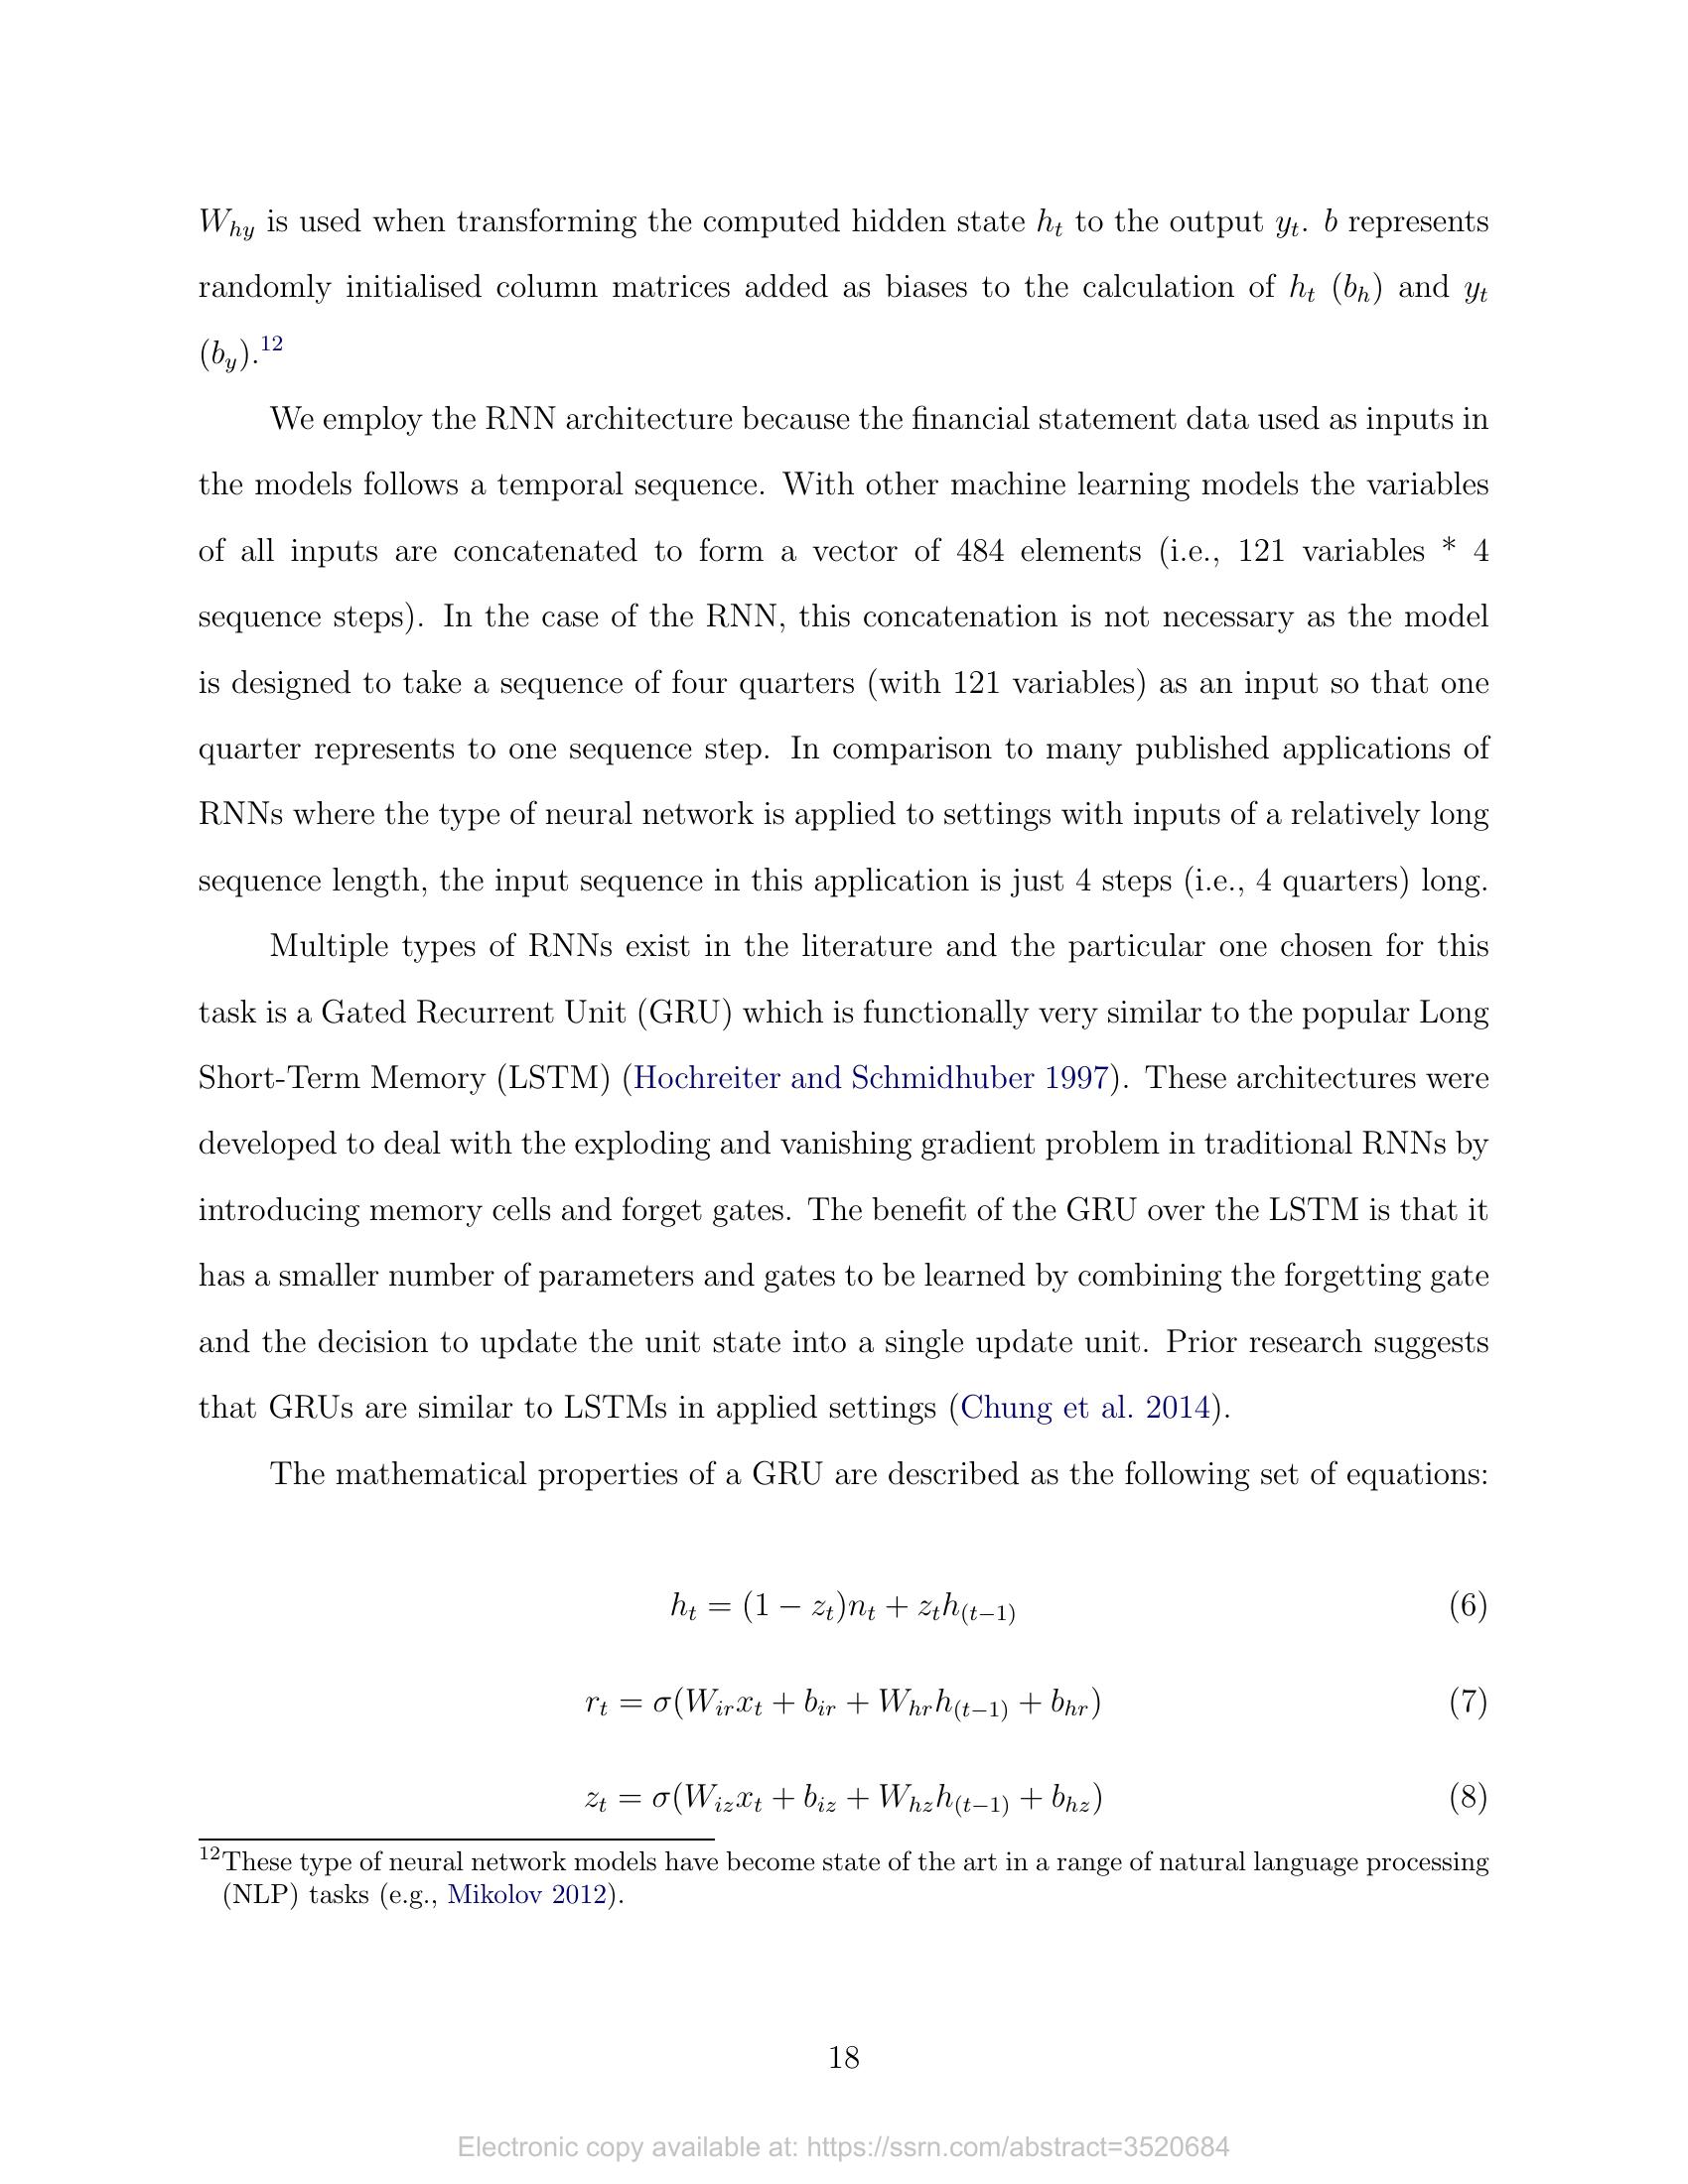 W_{hy} is used when transforming the computed hidden state h_t to the output y_t. b represents
randomly initialised column matrices added as biases to the calculation of h_t (b_h) and y_t
(b_y).^{12}
We employ the RNN architecture because the financial statement data used as inputs in
the models follows a temporal sequence. With other machine learning models the variables
of all inputs are concatenated to form a vector of 484 elements (i.e., 121 variables * 4
sequence steps). In the case of the RNN, this concatenation is not necessary as the model
is designed to take a sequence of four quarters (with 121 variables) as an input so that one
quarter represents to one sequence step. In comparison to many published applications of
RNNs where the type of neural network is applied to settings with inputs of a relatively long
sequence length, the input sequence in this application is just 4 steps (i.e., 4 quarters) long.
Multiple types of RNNs exist in the literature and the particular one chosen for this
task is a Gated Recurrent Unit (GRU) which is functionally very similar to the popular Long
Short-Term Memory (LSTM) (Hochreiter and Schmidhuber 1997). These architectures were
developed to deal with the exploding and vanishing gradient problem in traditional RNNs by
introducing memory cells and forget gates. The benefit of the GRU over the LSTM is that it
has a smaller number of parameters and gates to be learned by combining the forgetting gate
and the decision to update the unit state into a single update unit. Prior research suggests
that GRUs are similar to LSTMs in applied settings (Chung et al. 2014).
The mathematical properties of a GRU are described as the following set of equations:
h_t = (1 − z_t)n_t + z_t h_{(t−1)} (6)
r_t = σ(W_{ir}x_t + b_{ir} + W_{hr}h_{(t−1)} + b_{hr}) (7)
z_t = σ(W_{iz}x_t + b_{iz} + W_{hz}h_{(t−1)} + b_{hz}) (8)
^{12}These type of neural network models have become state of the art in a range of natural language processing
(NLP) tasks (e.g., Mikolov 2012).
18
Electronic copy available at: https://ssrn.com/abstract=3520684